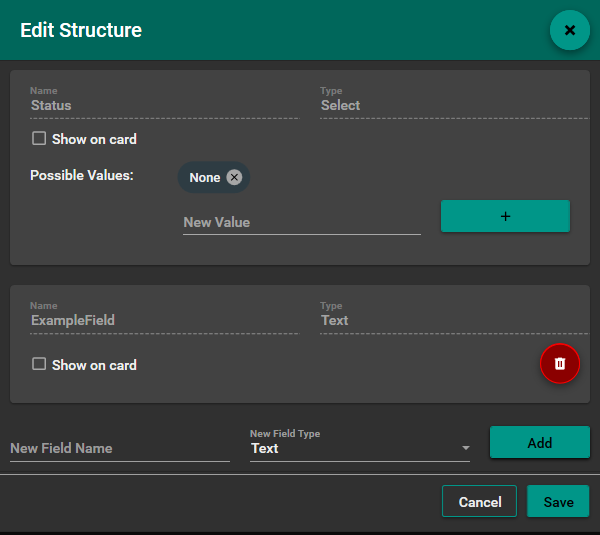 Edit Structure
Name Type
Status Select
Show on card
Possible Values: None
New Value +
Name Type
ExampleField Text
Show on card
New Field Type
New Field Name Text Add
Cancel Save